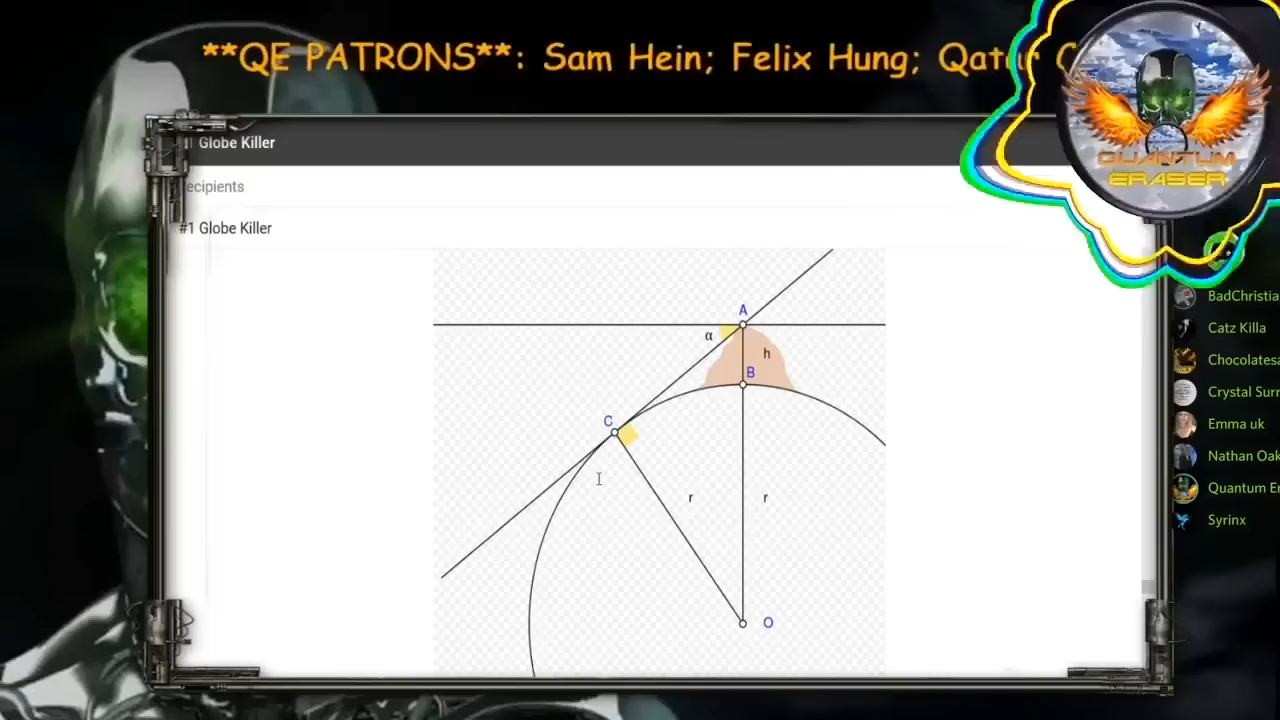 **QE PATRONS**: Sam Hein; Felix Hung;
Globe Killer
ecipients
#1 Globe Killer
A
α
h
B
C
r
r
O
QUANTUM
ERASER
BadChristia
Catz Killa
Chocolatesa
Crystal Surr
Emma uk
Nathan Oak
Quantum Er
Syrinx